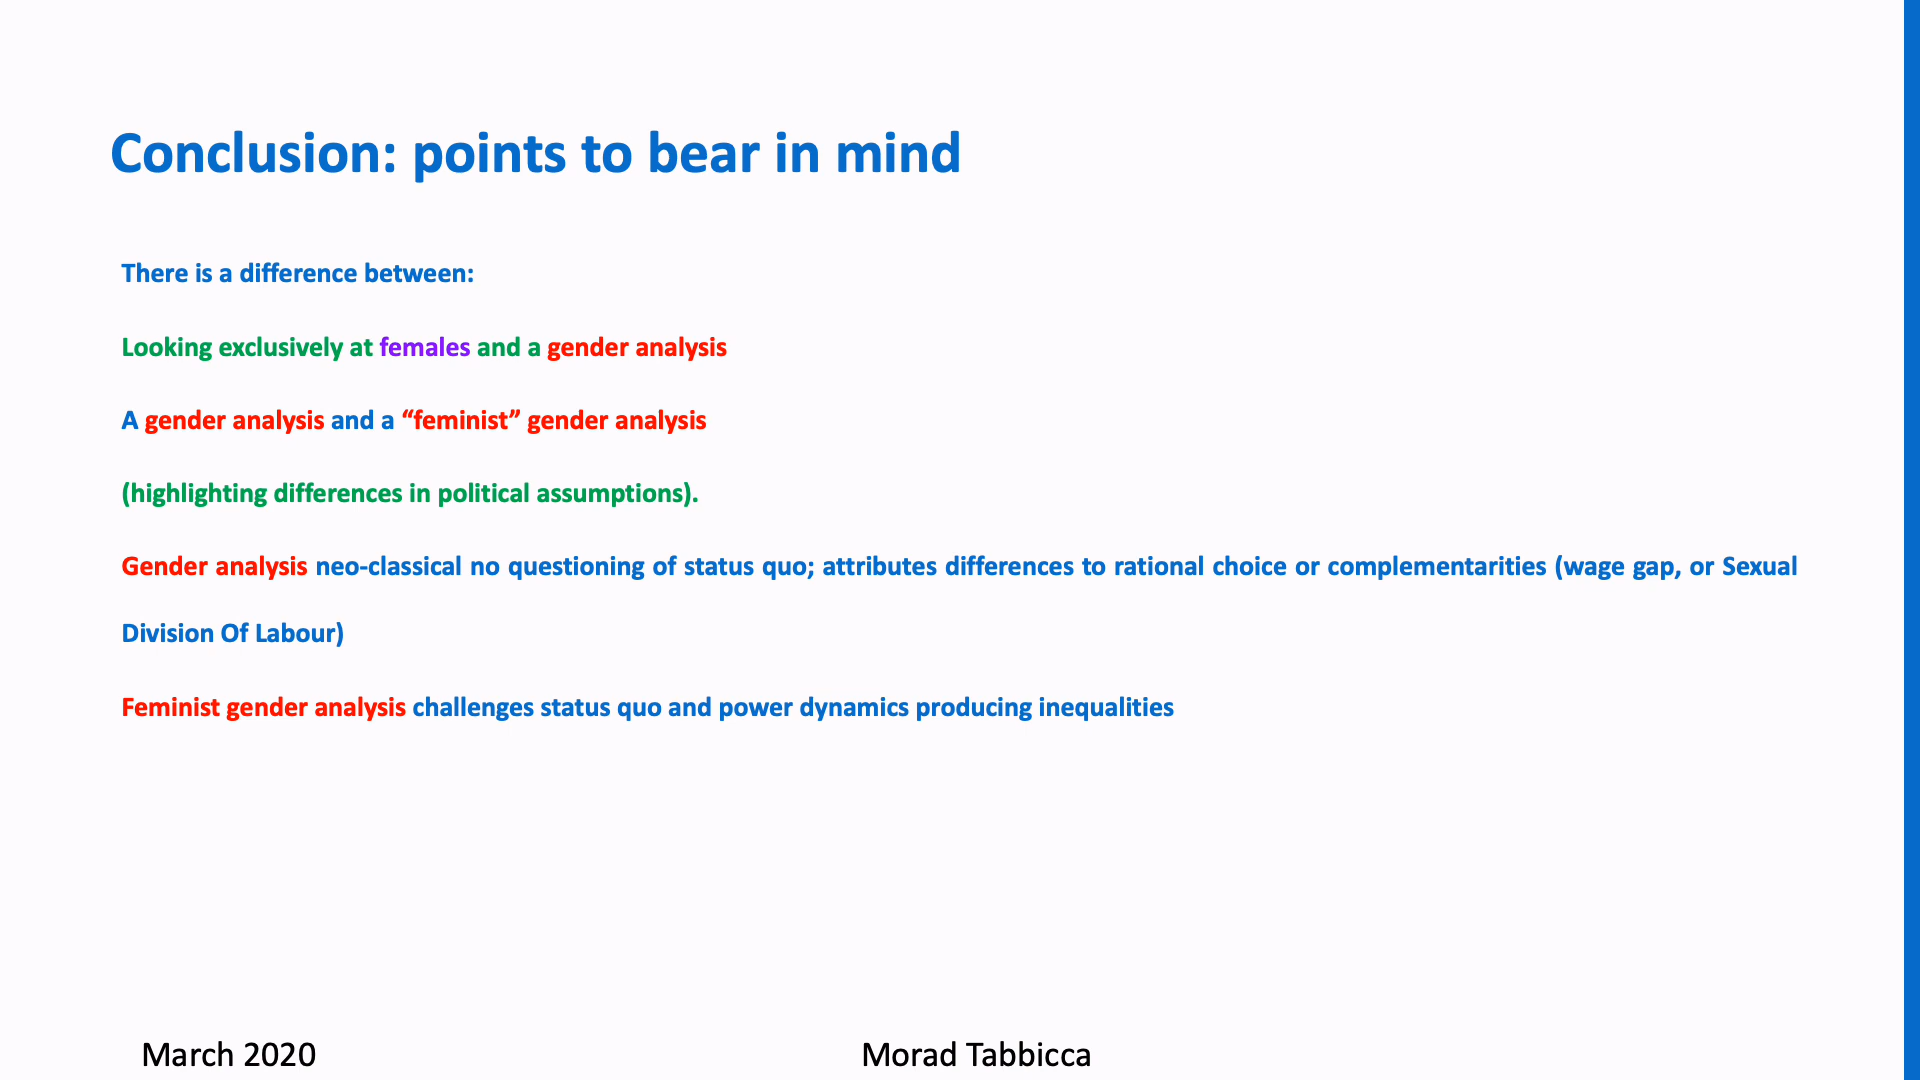 Conclusion: points to bear in mind
There is a difference between:
Looking exclusively at females and a gender analysis
A gender analysis and a “feminist” gender analysis
(highlighting differences in political assumptions).
Gender analysis neo-classical no questioning of status quo; attributes differences to rational choice or complementarities (wage gap, or Sexual
Division Of Labour)
Feminist gender analysis challenges status quo and power dynamics producing inequalities
March 2020
Morad Tabbicca